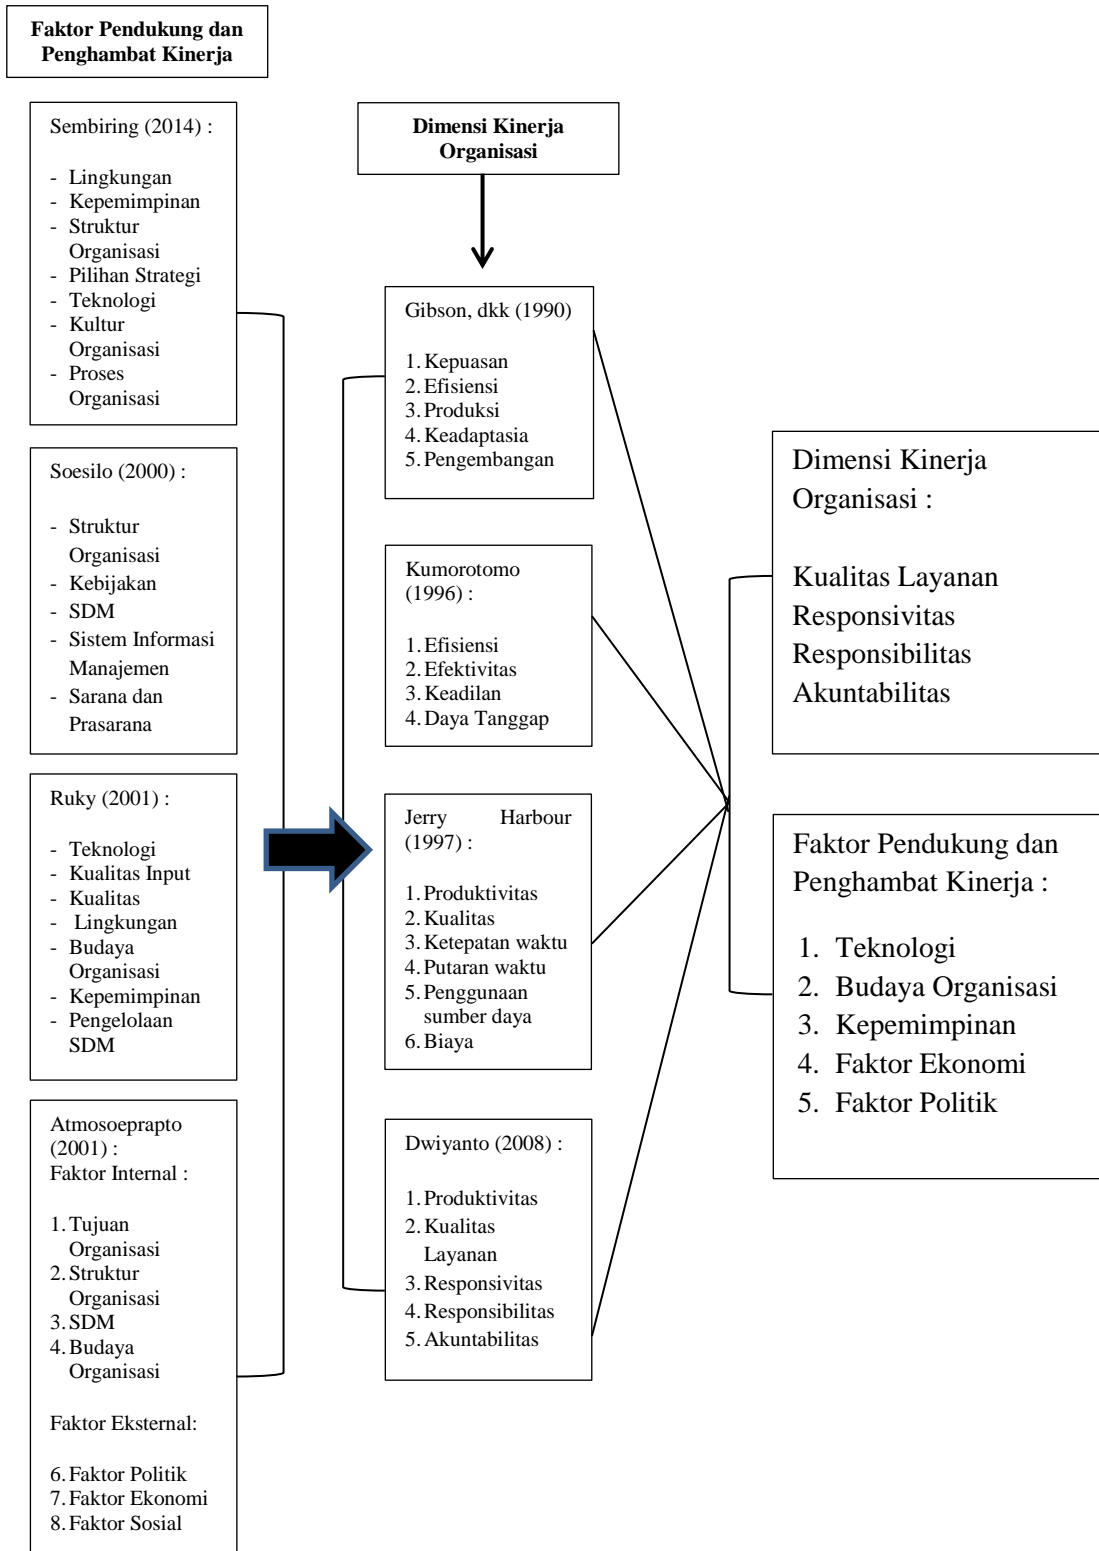 Faktor Pendukung dan
Penghambat Kinerja
Sembiring (2014) :
- Lingkungan
- Kepemimpinan
- Struktur
Organisasi
- Pilihan Strategi
- Teknologi
- Kultur
Organisasi
- Proses
Organisasi
Soesilo (2000) :
- Struktur
Organisasi
- Kebijakan
- SDM
- Sistem Informasi
Manajemen
- Sarana dan
Prasarana
Ruky (2001) :
- Teknologi
- Kualitas Input
- Kualitas
- Lingkungan
- Budaya
Organisasi
- Kepemimpinan
- Pengelolaan
SDM
Atmosoeprapto
(2001) :
Faktor Internal :
1. Tujuan
Organisasi
2. Struktur
Organisasi
3. SDM
4. Budaya
Organisasi
Faktor Eksternal:
6. Faktor Politik
7. Faktor Ekonomi
8. Faktor Sosial
Dimensi Kinerja
Organisasi
Gibson, dkk (1990)
1. Kepuasan
2. Efisiensi
3. Produksi
4. Keadaptasia
5. Pengembangan
Kumorotomo
(1996) :
1. Efisiensi
2. Efektivitas
3. Keadilan
4. Daya Tanggap
Jerry Harbour
(1997) :
1. Produktivitas
2. Kualitas
3. Ketepatan waktu
4. Putaran waktu
5. Penggunaan
sumber daya
6. Biaya
Dwiyanto (2008) :
1. Produktivitas
2. Kualitas
Layanan
3. Responsivitas
4. Responsibilitas
5. Akuntabilitas
Dimensi Kinerja
Organisasi :
Kualitas Layanan
Responsivitas
Responsibilitas
Akuntabilitas
Faktor Pendukung dan
Penghambat Kinerja :
1. Teknologi
2. Budaya Organisasi
3. Kepemimpinan
4. Faktor Ekonomi
5. Faktor Politik